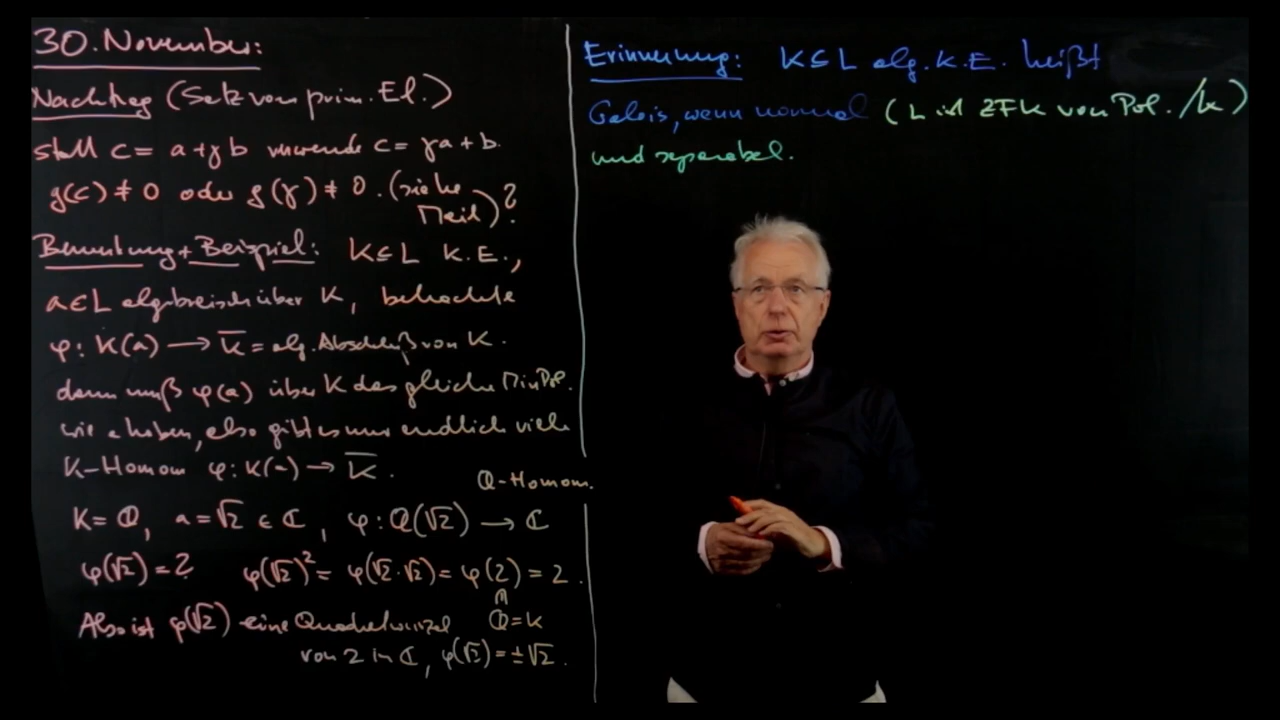 30. November:
Nachtrag (Satz vom prim. El.)
statt c = a + γ b verwende c = γ a + b.
g(c) ≠ 0 oder g(γ) ≠ 0. (siehe
Mail)?
Bemerkung + Beispiel: K ⊆ L K.E.,
a ∈ L algebraisch über K, betrachte
φ: K(a) → K̅ = alg. Abschluß von K.
dann muß φ(a) über K das gleiche MinPol.
wie a haben, also gibt es nur endlich viele
K-Homom φ: K(a) → K̅.
Q-Homom.
K = ℚ, a = √2 ∈ ℂ, φ: ℚ(√2) → ℂ
φ(√2) = ? φ(√2)² = φ(√2·√2) = φ(2) = 2.
Also ist φ(√2) eine Quadratwurzel ℚ = K
von 2 in ℂ, φ(√2) = ±√2.
Erinnerung: K ⊆ L alg. K.E. heißt
Galois, wenn normal (L ist ZFK von Pol. /K)
und separabel.